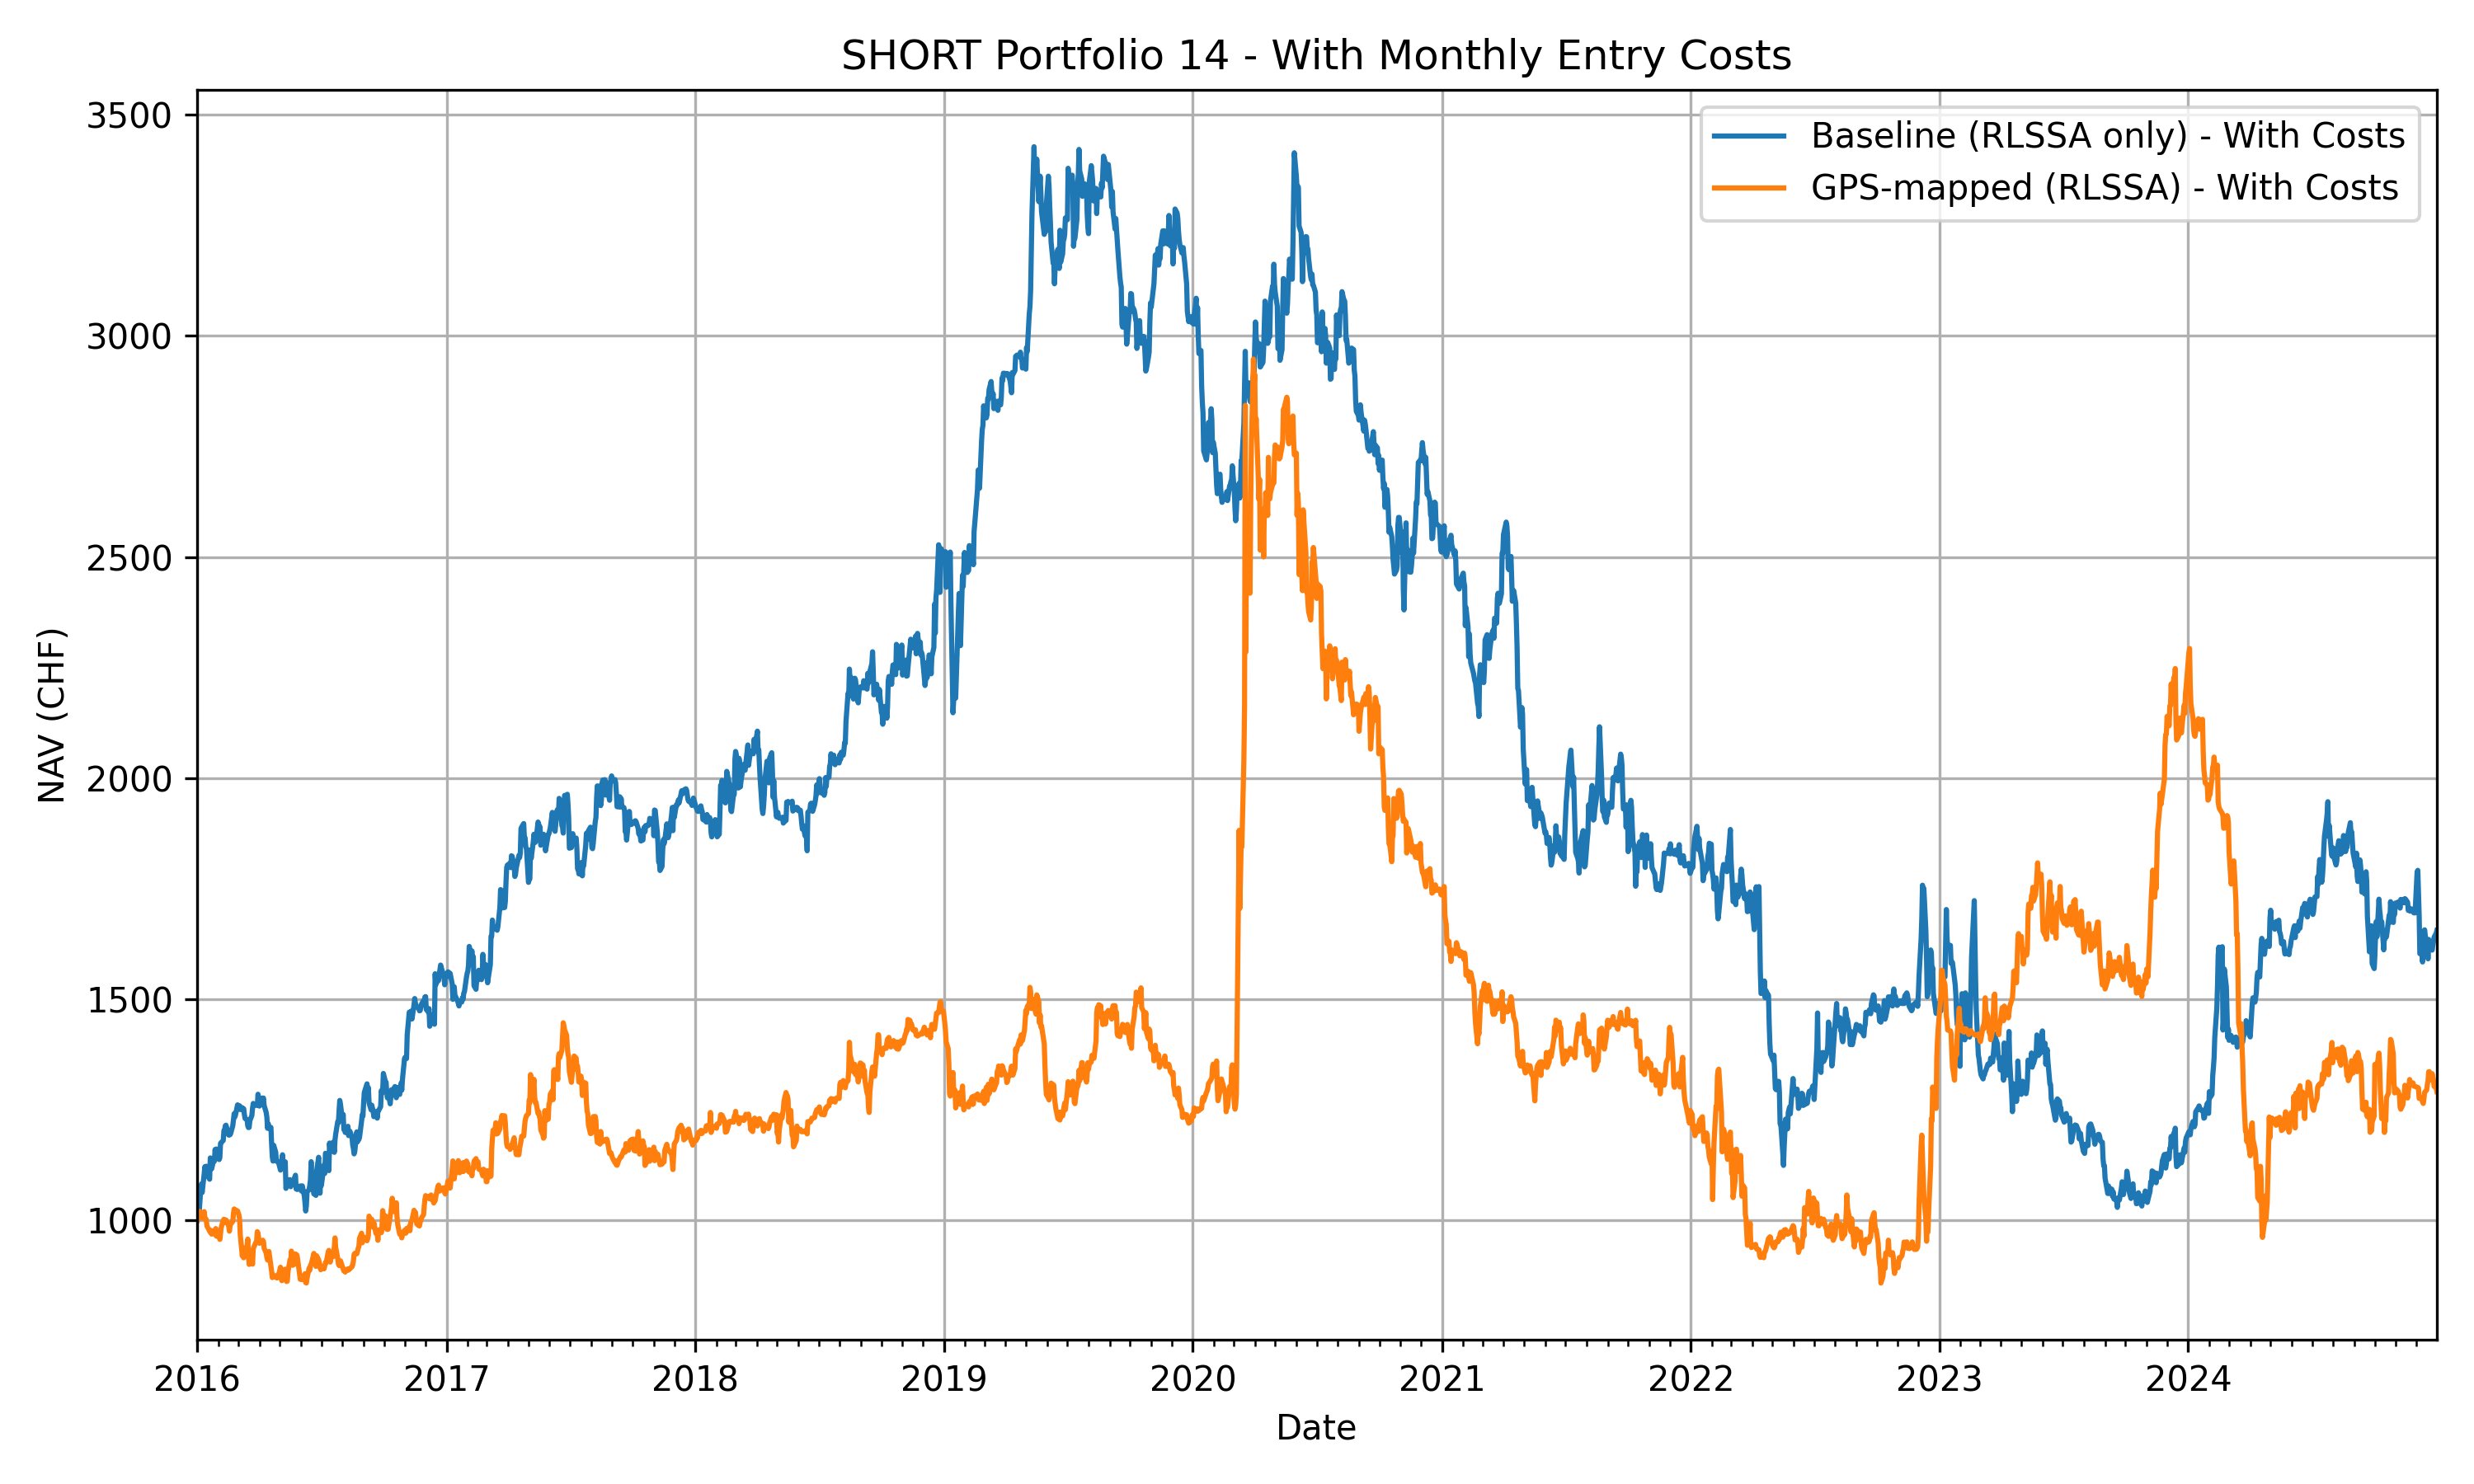 SHORT Portfolio 14 - With Monthly Entry Costs
Baseline (RLSSA only) - With Costs
GPS-mapped (RLSSA) - With Costs
NAV (CHF)
3500
3000
2500
2000
1500
1000
2016 2017 2018 2019 2020 2021 2022 2023 2024
Date